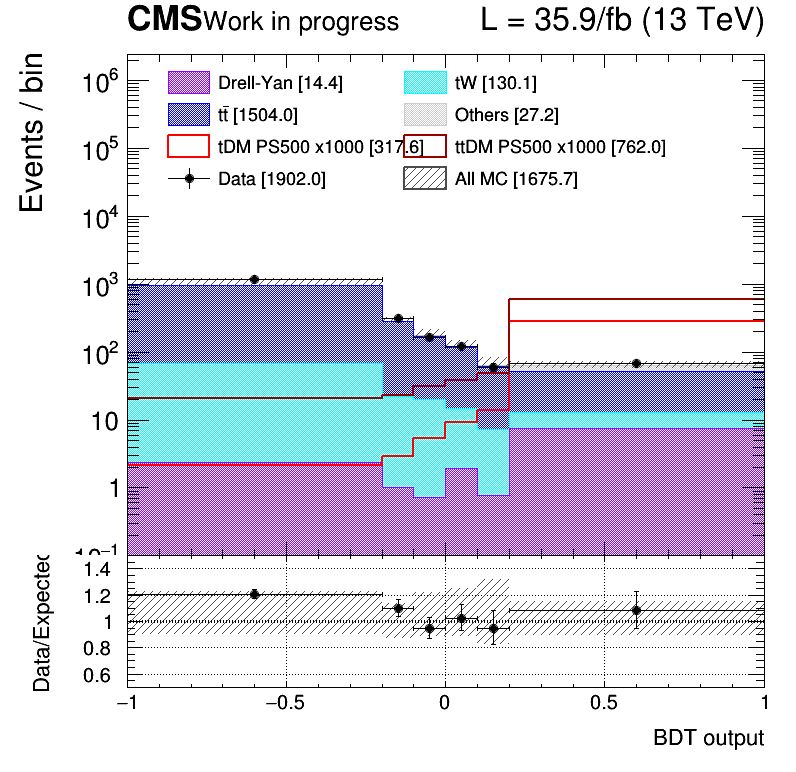 CMS Work in progress L = 35.9/fb (13 TeV)
Events / bin
Drell-Yan [14.4] tW [130.1]
tt̄ [1504.0] Others [27.2]
tDM PS500 x1000 [317.6] ttDM PS500 x1000 [762.0]
Data [1902.0] All MC [1675.7]
10⁶
10⁵
10⁴
10³
10²
10
1
10⁻¹
Data/Expected
1.4
1.2
1
0.8
0.6
−1 −0.5 0 0.5 1
BDT output